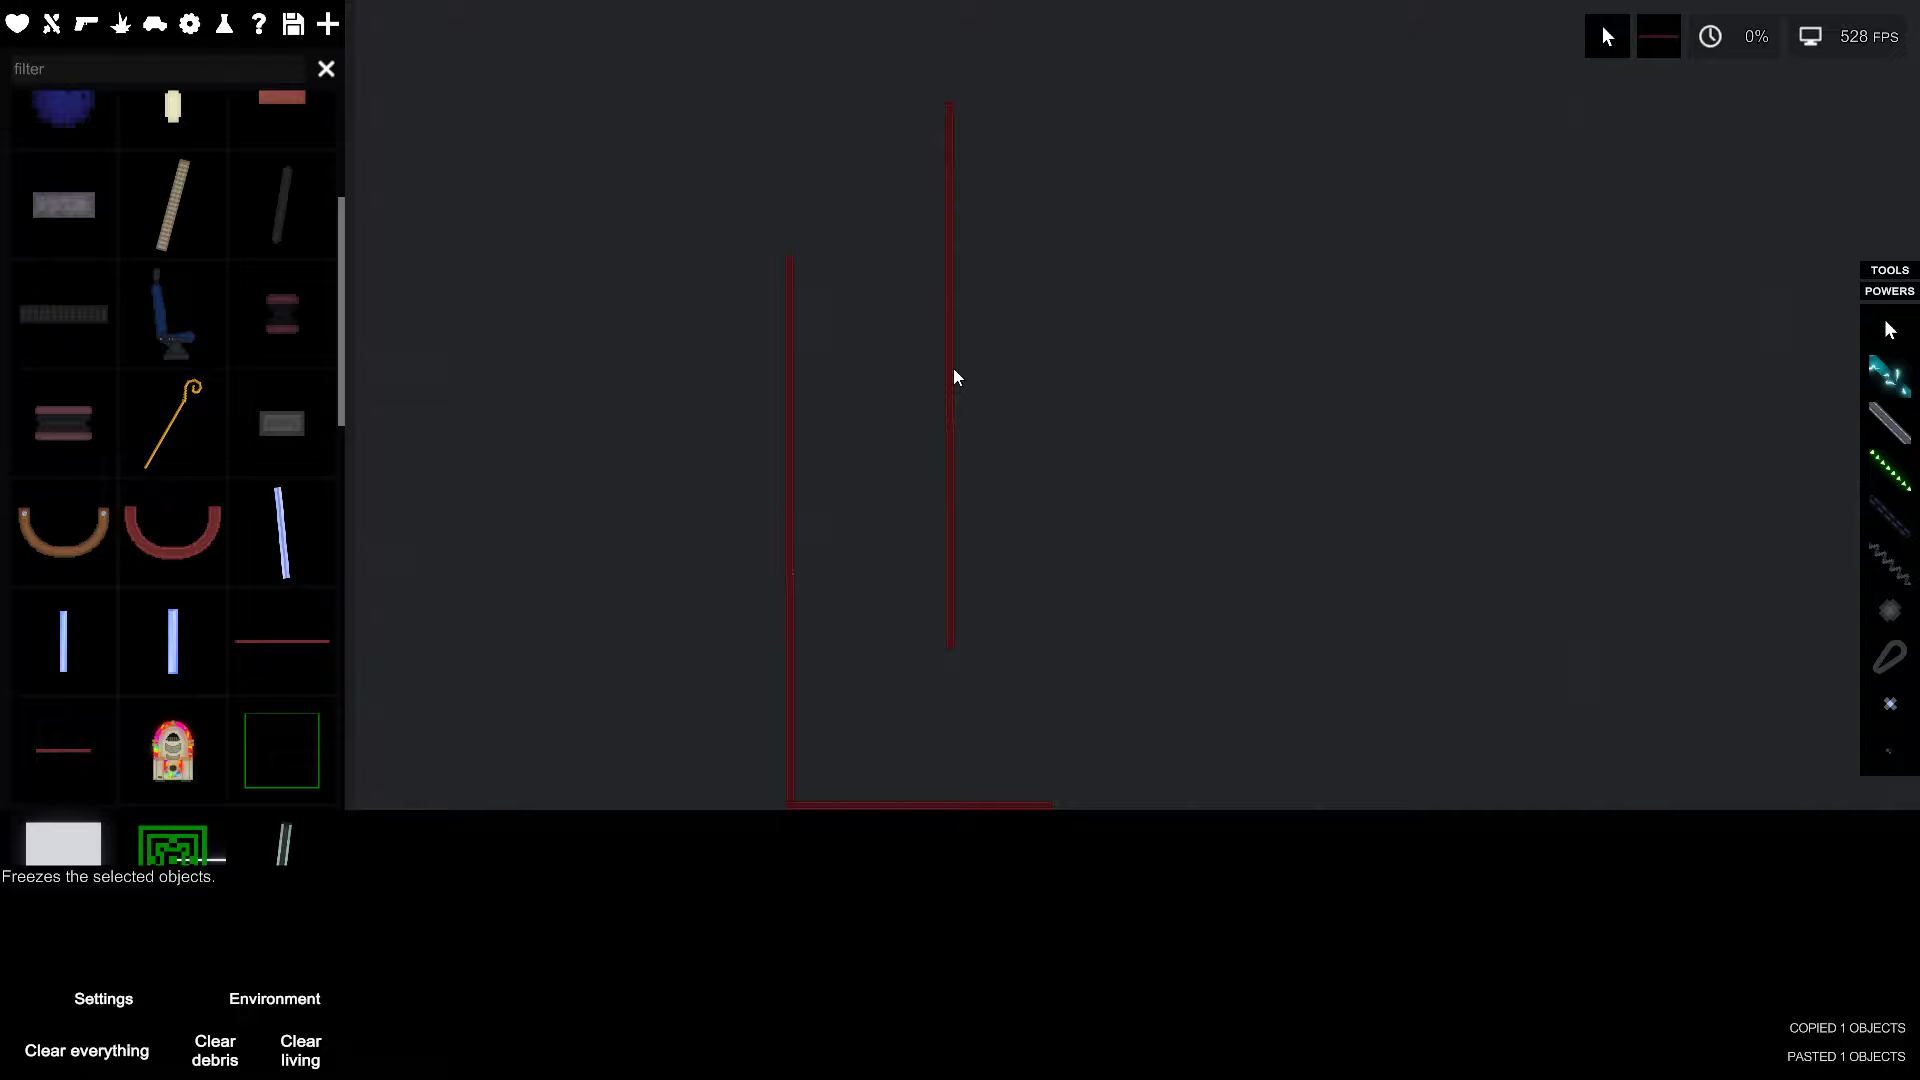 filter
0%
528 FPS
TOOLS
POWERS
Freezes the selected objects.
Settings
Environment
Clear everything
Clear debris
Clear living
COPIED 1 OBJECTS
PASTED 1 OBJECTS